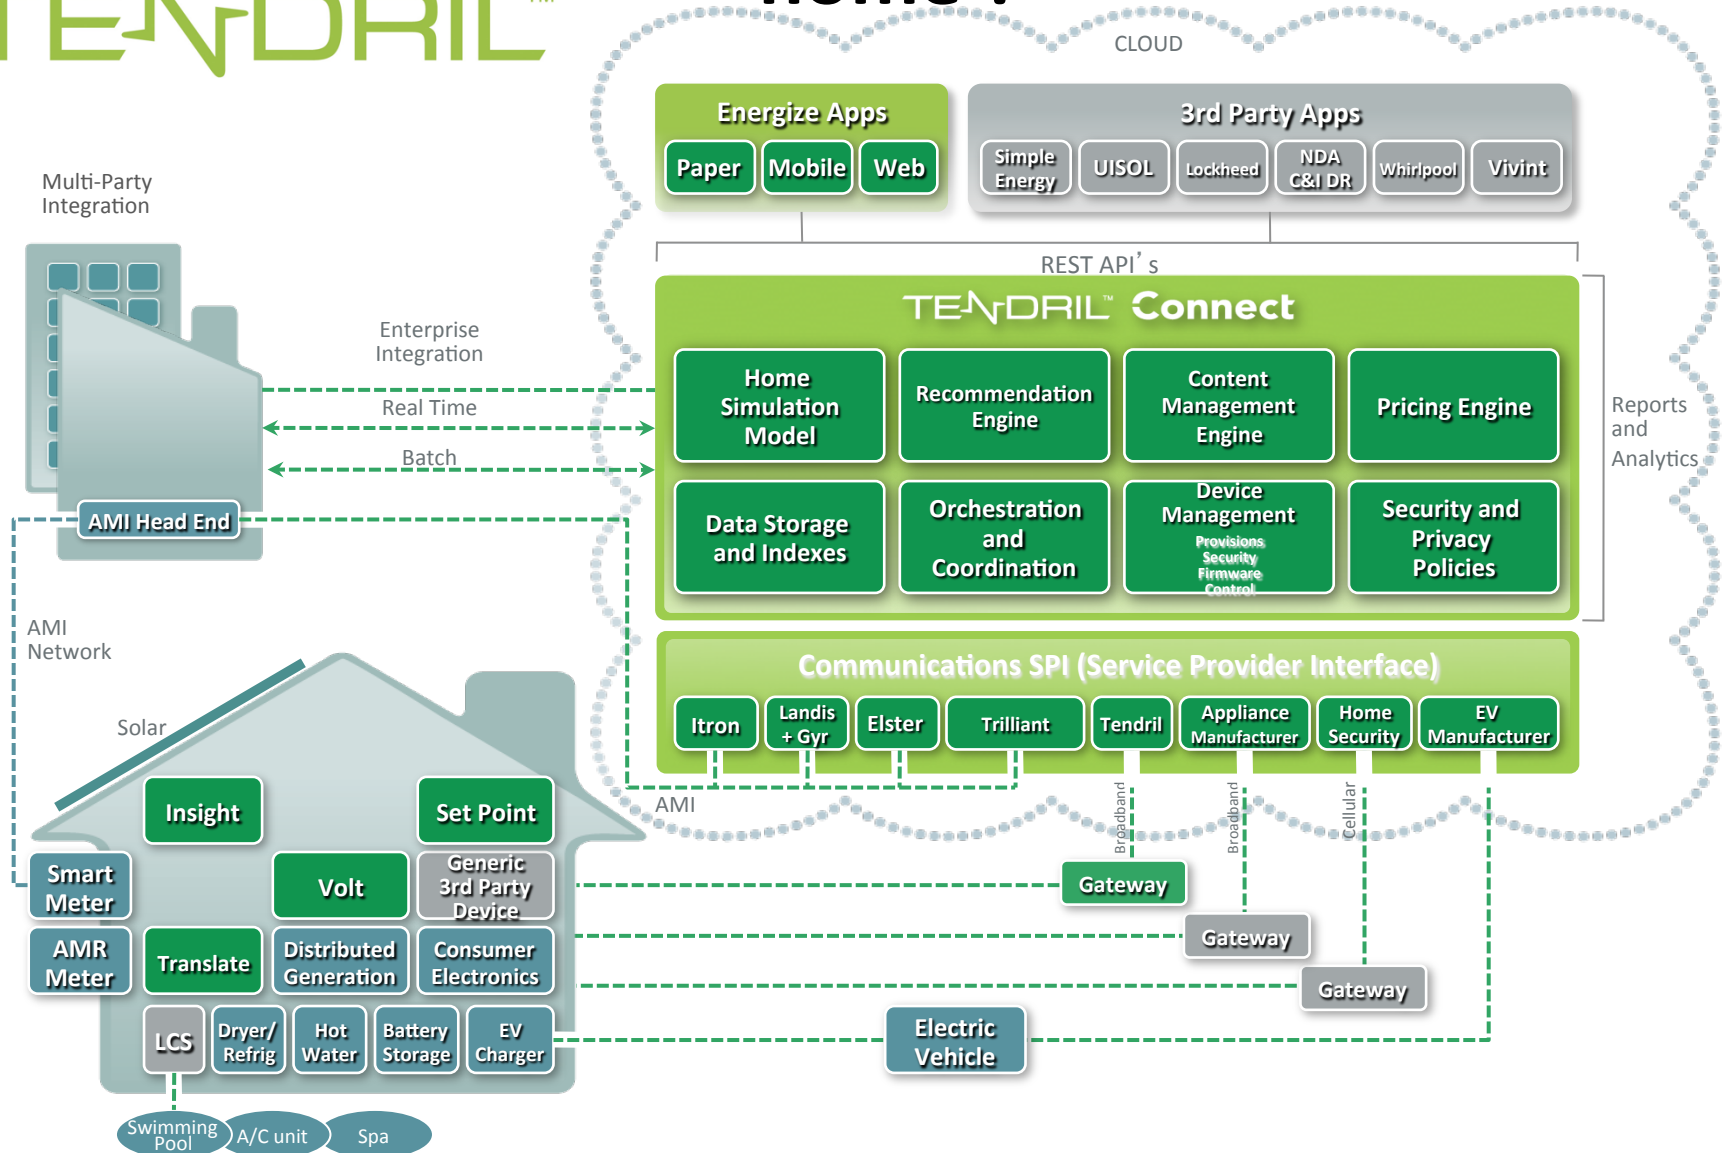 TENDRIL™
CLOUD
Energize Apps
Paper
Mobile
Web
3rd Party Apps
Simple
Energy
UISOL
Lockheed
NDA
C&I DR
Whirlpool
Vivint
Multi-Party
Integration
REST API's
TENDRIL™ Connect
Enterprise
Integration
Real Time
Batch
Home
Simulation
Model
Recommendation
Engine
Content
Management
Engine
Pricing Engine
Reports
and
Analytics
Data Storage
and Indexes
Orchestration
and
Coordination
Device
Management
Provisions
Security
Firmware
Control
Security and
Privacy
Policies
AMI Head End
AMI
Network
Communications SPI (Service Provider Interface)
Itron
Landis
+ Gyr
Elster
Trilliant
Tendril
Appliance
Manufacturer
Home
Security
EV
Manufacturer
AMI
Broadband
Broadband
Cellular
Solar
Insight
Set Point
Smart
Meter
Volt
Generic
3rd Party
Device
Gateway
AMR
Meter
Translate
Distributed
Generation
Consumer
Electronics
Gateway
Gateway
LCS
Dryer/
Refrig
Hot
Water
Battery
Storage
EV
Charger
Electric
Vehicle
Swimming
Pool
A/C unit
Spa